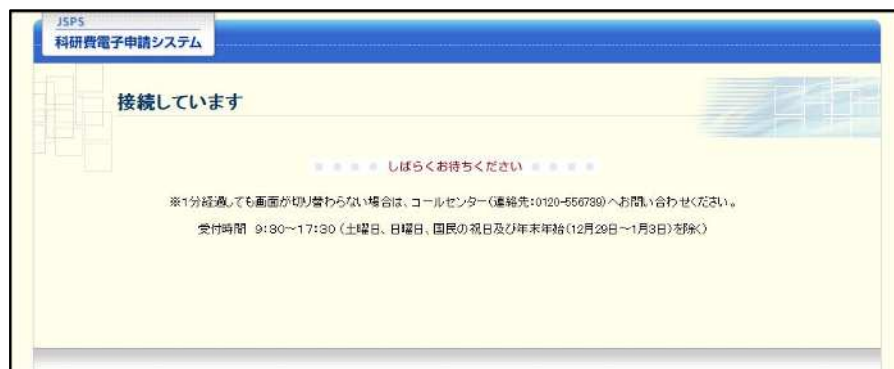 JSPS
科研費電子申請システム
接続しています
しばらくお待ちください
※1分経過しても画面が切り替わらない場合は、コールセンター(連絡先:0120-556739)へお問い合わせください。
受付時間 9:30～17:30(土曜日、日曜日、国民の祝日及び年末年始(12月29日～1月3日)を除く)